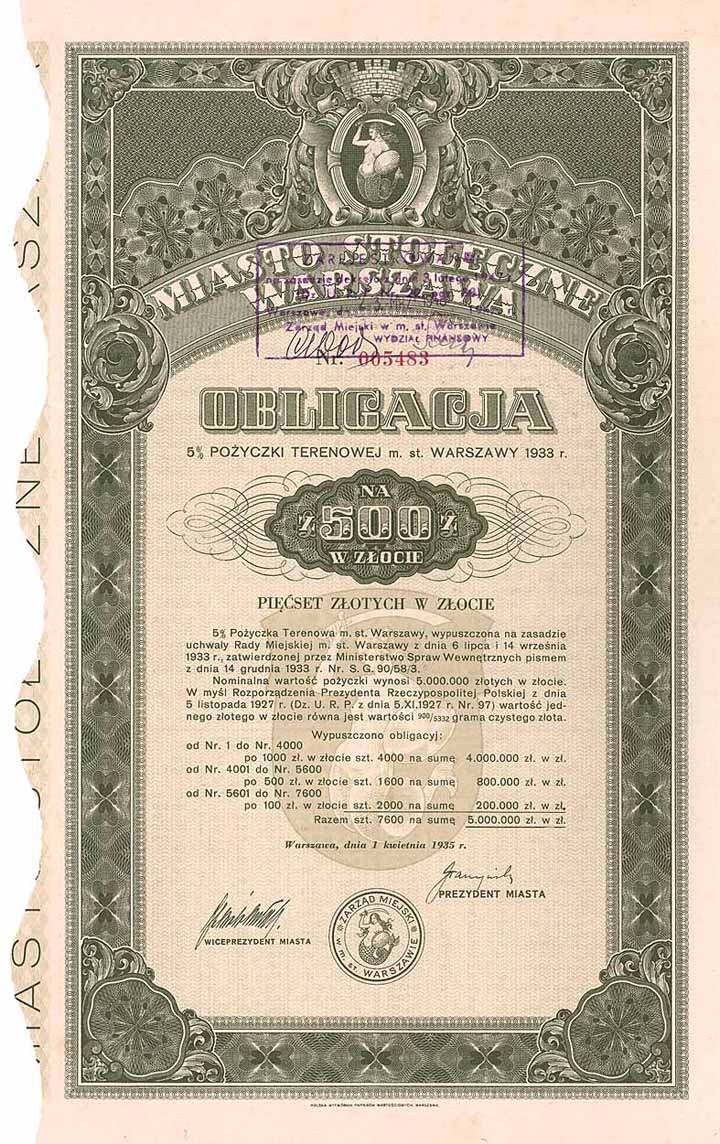 MIASTO STOŁECZNE
WARSZAWA
Zarząd Miejski w m. st. Warszawie
WYDZIAŁ FINANSOWY
Nr. 005483
OBLIGACJA
5% POŻYCZKI TERENOWEJ m. st. WARSZAWY 1933 r.
NA
Zł 500 Zł
W ZŁOCIE
PIĘĆSET ZŁOTYCH W ZŁOCIE
5% Pożyczka Terenowa m. st. Warszawy, wypuszczona na zasadzie
uchwały Rady Miejskiej m. st. Warszawy z dnia 6 lipca i 14 września
1933 r., zatwierdzonej przez Ministerstwo Spraw Wewnętrznych pismem
z dnia 14 grudnia 1933 r. Nr. S. G. 90/58/3.
Nominalna wartość pożyczki wynosi 5.000.000 złotych w złocie.
W myśl Rozporządzenia Prezydenta Rzeczypospolitej Polskiej z dnia
5 listopada 1927 r. (Dz. U. R. P. z dnia 5.XI.1927 r. Nr. 97) wartość jed-
nego złotego w złocie równa jest wartości 900/5332 grama czystego złota.
Wypuszczono obligacyj:
od Nr. 1 do Nr. 4000
po 1000 zł. w złocie szt. 4000 na sumę 4.000.000 zł. w zł.
od Nr. 4001 do Nr. 5600
po 500 zł. w złocie szt. 1600 na sumę 800.000 zł. w zł.
od Nr. 5601 do Nr. 7600
po 100 zł. w złocie szt. 2000 na sumę 200.000 zł. w zł.
Razem szt. 7600 na sumę 5.000.000 zł. w zł.
Warszawa, dnia 1 kwietnia 1935 r.
PREZYDENT MIASTA
WICEPREZYDENT MIASTA
ZARZĄD MIEJSKI
w m. st. WARSZAWIE
POLSKA WYTWÓRNIA PAPIERÓW WARTOŚCIOWYCH, WARSZAWA.